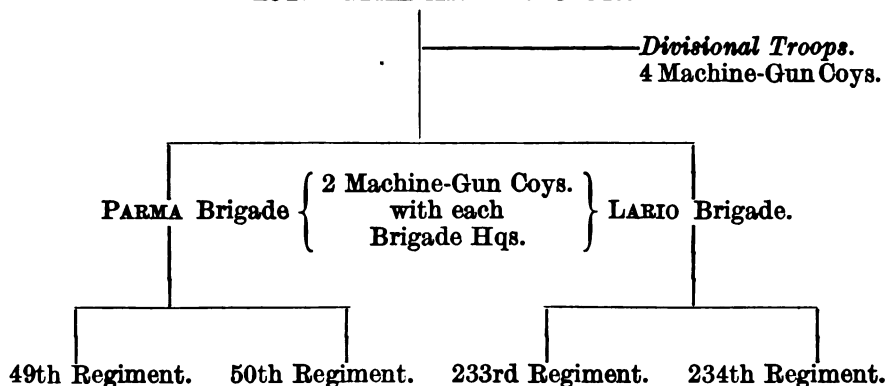 Divisional Troops.
4 Machine-Gun Coys.
PARMA Brigade { 2 Machine-Gun Coys. with each Brigade Hqs. } LARIO Brigade.
49th Regiment. 50th Regiment. 233rd Regiment. 234th Regiment.